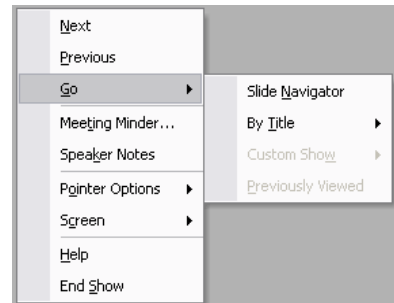 Next
Previous
Go
Slide Navigator
By Title
Custom Show
Previously Viewed
Meeting Minder...
Speaker Notes
Pointer Options
Screen
Help
End Show